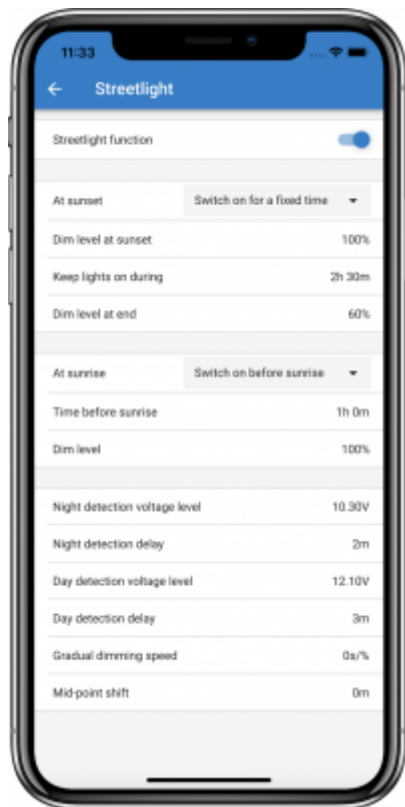 11:33
Streetlight
Streetlight function
At sunset Switch on for a fixed time
Dim level at sunset 100%
Keep lights on during 2h 30m
Dim level at end 60%
At sunrise Switch on before sunrise
Time before sunrise 1h 0m
Dim level 100%
Night detection voltage level 10.30V
Night detection delay 2m
Day detection voltage level 12.10V
Day detection delay 3m
Gradual dimming speed 0s/%
Mid-point shift 0m